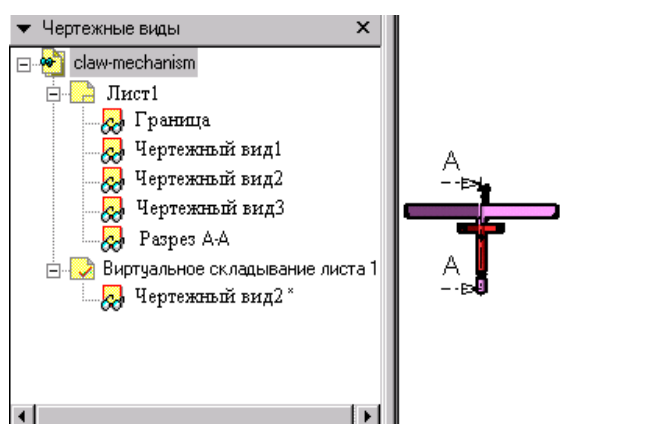 Чертежные виды
claw-mechanism
Лист1
Граница
Чертежный вид1
Чертежный вид2
Чертежный вид3
Разрез А-А
Виртуальное складывание листа 1
Чертежный вид2 *
А
А